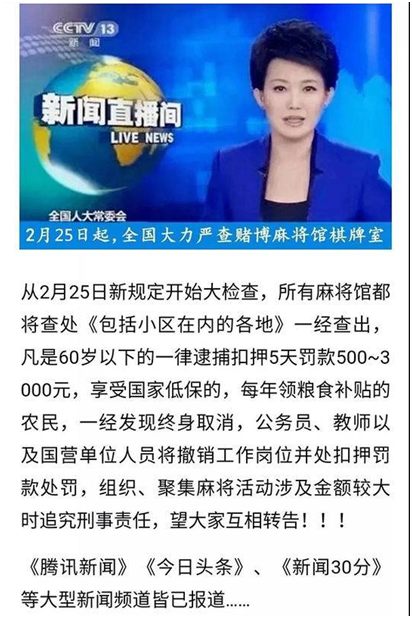 CCTV 13
新闻
新闻直播间
LIVE NEWS
全国人大常委会
2月25日起,全国大力严查赌博麻将馆棋牌室
从2月25日新规定开始大检查，所有麻将馆都
将查处《包括小区在内的各地》一经查出，
凡是60岁以下的一律逮捕扣押5天罚款500~3
000元，享受国家低保的，每年领粮食补贴的
农民，一经发现终身取消，公务员、教师以
及国营单位人员将撤销工作岗位并处扣押罚
款处罚，组织、聚集麻将活动涉及金额较大
时追究刑事责任，望大家互相转告！！！
《腾讯新闻》《今日头条》、《新闻30分》
等大型新闻频道皆已报道......